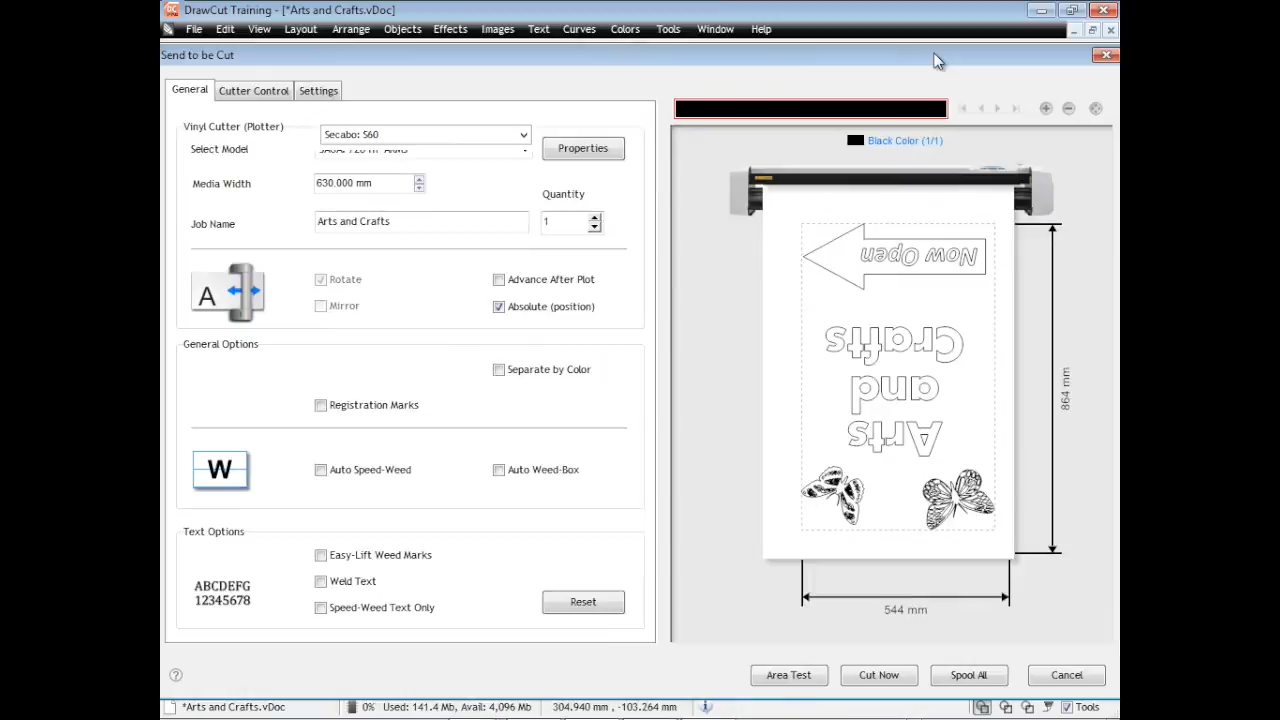 DrawCut Training - [*Arts and Crafts.vDoc]
File Edit View Layout Arrange Objects Effects Images Text Curves Colors Tools Window Help
Send to be Cut
General Cutter Control Settings
Vinyl Cutter (Plotter)
Secabo: S60
Select Model
Properties
Media Width
630.000 mm
Quantity
Job Name
Arts and Crafts
1
A
Rotate
Advance After Plot
Mirror
Absolute (position)
General Options
Separate by Color
Registration Marks
W
Auto Speed-Weed
Auto Weed-Box
Text Options
Easy-Lift Weed Marks
ABCDEFG
12345678
Weld Text
Speed-Weed Text Only
Reset
Black Color (1/1)
Now Open
Crafts
and
Arts
864 mm
544 mm
Area Test Cut Now Spool All Cancel
*Arts and Crafts.vDoc 0% Used: 141.4 Mb, Avail: 4,096 Mb 304.940 mm , -103.264 mm Tools